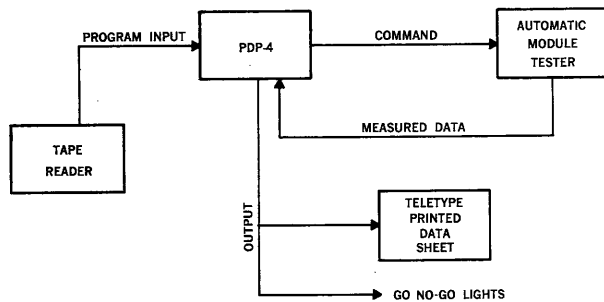 PROGRAM INPUT
PDP-4
COMMAND
AUTOMATIC
MODULE
TESTER
MEASURED DATA
TAPE
READER
OUTPUT
TELETYPE
PRINTED
DATA
SHEET
GO NO-GO LIGHTS